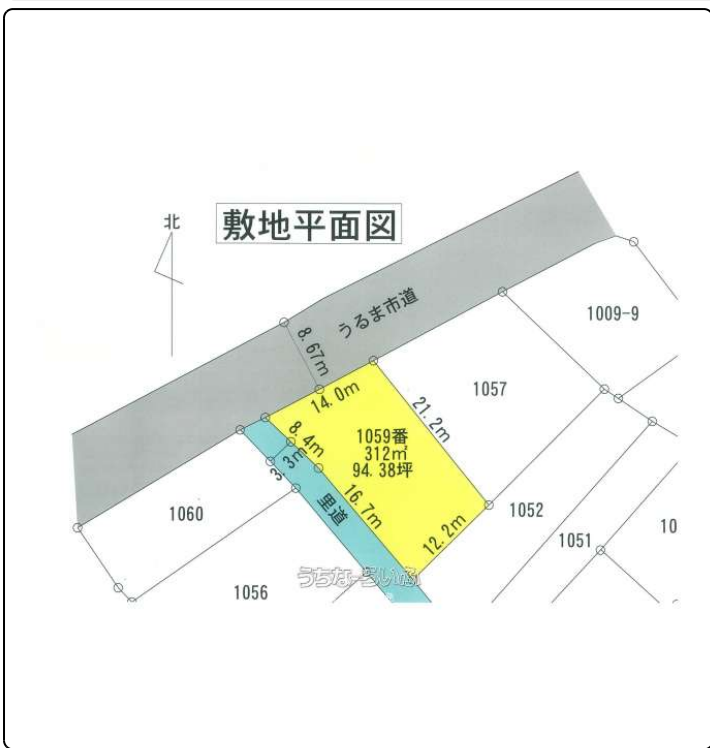 北
敷地平面図
うるま市道
8.67m
1009-9
14.0m
1057
21.2m
8.4m
1059番
312㎡
94.38坪
3.3m
里道
16.7m
1060
12.2m
1052
1051
10
うちなーらいふ
1056